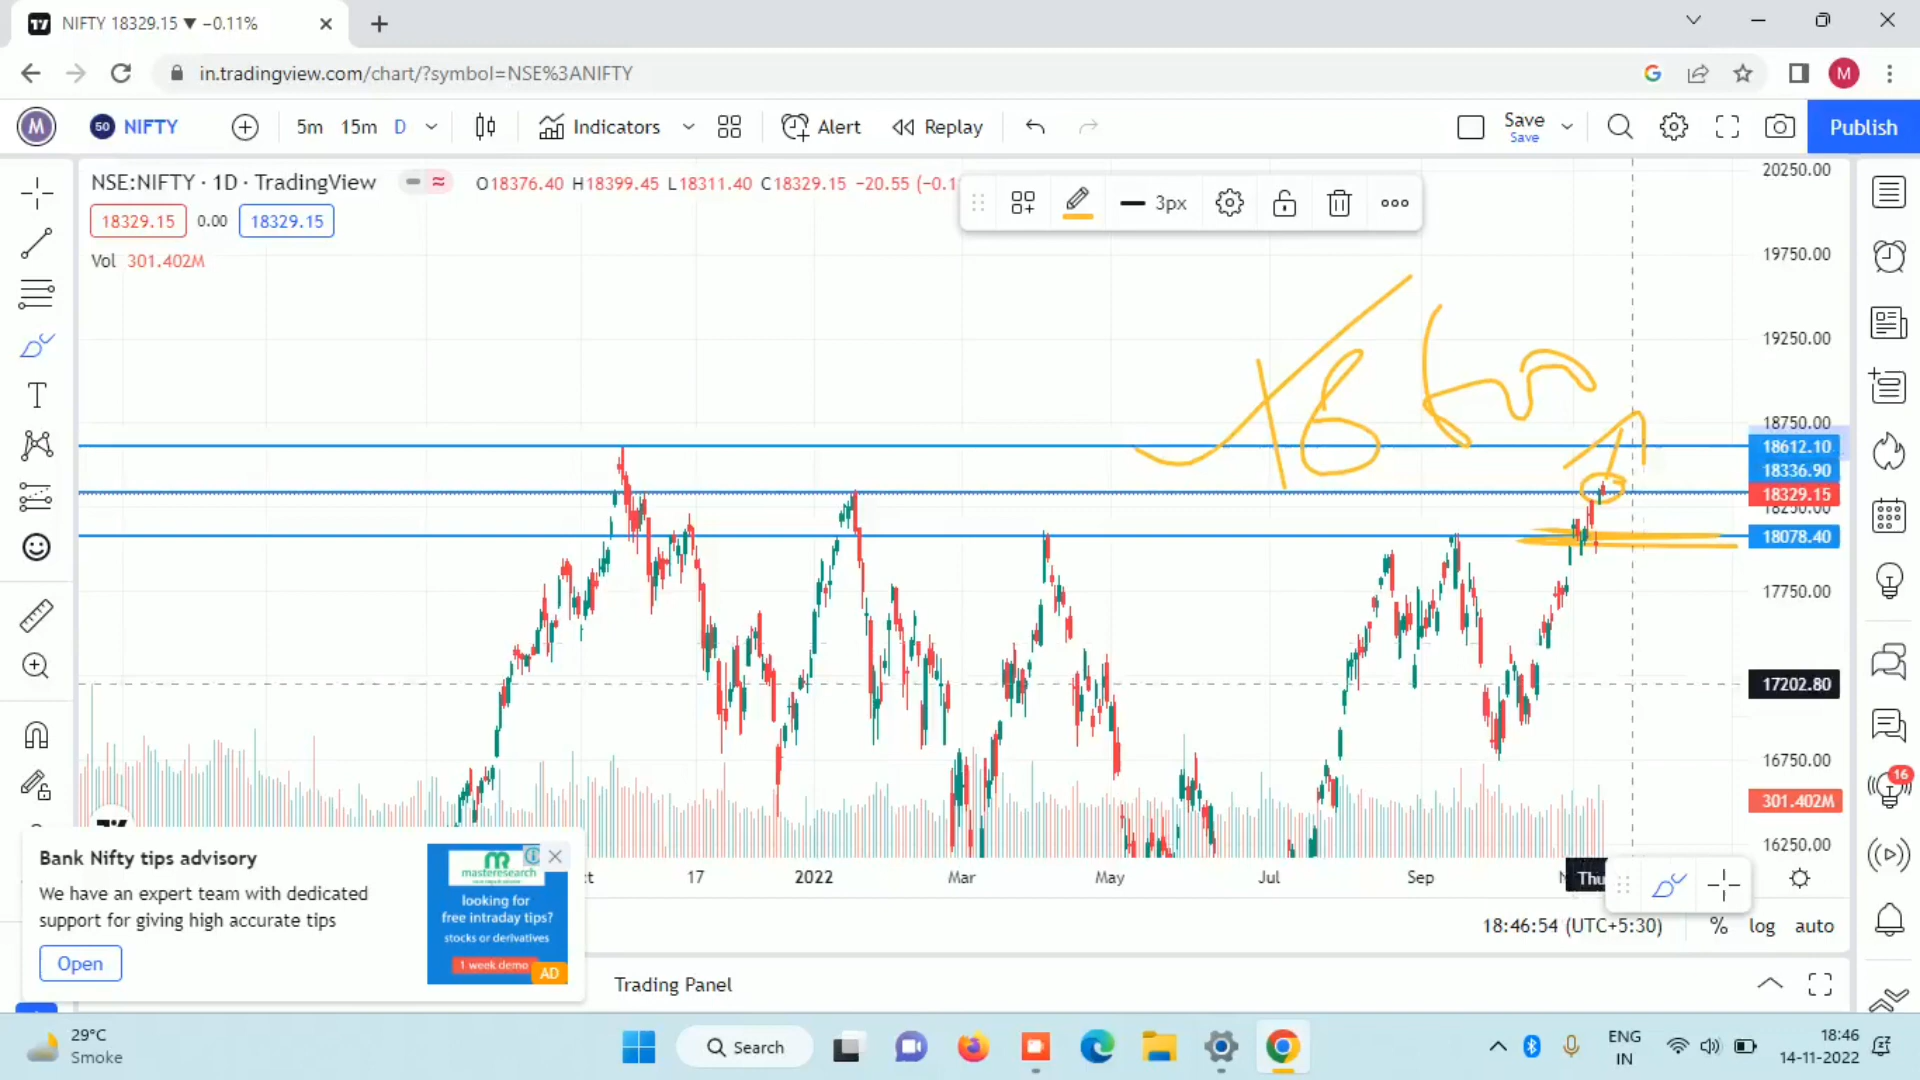 NIFTY 18329.15 ▼ −0.11%
in.tradingview.com/chart/?symbol=NSE%3ANIFTY
M
M
50 NIFTY
5m 15m D
Indicators
Alert
Replay
Save
Save
Publish
NSE:NIFTY · 1D · TradingView
O18376.40 H18399.45 L18311.40 C18329.15 −20.55 (−0.1
3px
18329.15 0.00 18329.15
Vol 301.402M
20250.00
19750.00
19250.00
18750.00
18612.10
18336.90
18329.15
18250.00
18078.40
17750.00
17202.80
16750.00
301.402M
16250.00
16
17 2022 Mar May Jul Sep
Thu
Bank Nifty tips advisory
We have an expert team with dedicated
support for giving high accurate tips
Open
masteresearch
looking for
free intraday tips?
stocks or derivatives
1 week demo
AD
18:46:54 (UTC+5:30) % log auto
Trading Panel
29°C
Smoke
Search
ENG
IN
18:46
14-11-2022